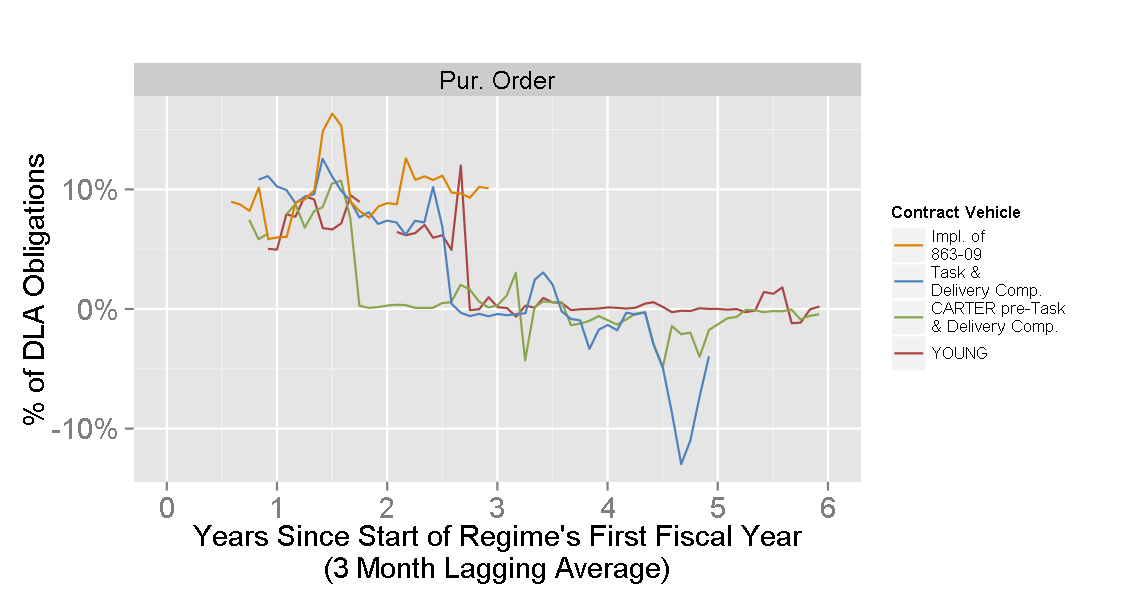 Pur. Order
% of DLA Obligations
10%
0%
-10%
0 1 2 3 4 5 6
Years Since Start of Regime's First Fiscal Year
(3 Month Lagging Average)
Contract Vehicle
Impl. of
863-09
Task &
Delivery Comp.
CARTER pre-Task
& Delivery Comp.
YOUNG